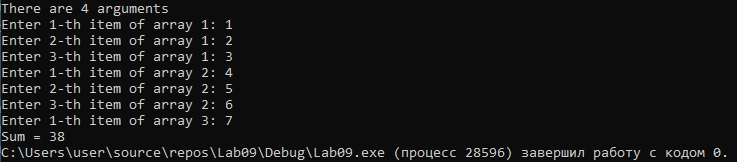 There are 4 arguments
Enter 1-th item of array 1: 1
Enter 2-th item of array 1: 2
Enter 3-th item of array 1: 3
Enter 1-th item of array 2: 4
Enter 2-th item of array 2: 5
Enter 3-th item of array 2: 6
Enter 1-th item of array 3: 7
Sum = 38
C:\Users\user\source\repos\Lab09\Debug\Lab09.exe (процесс 28596) завершил работу с кодом 0.